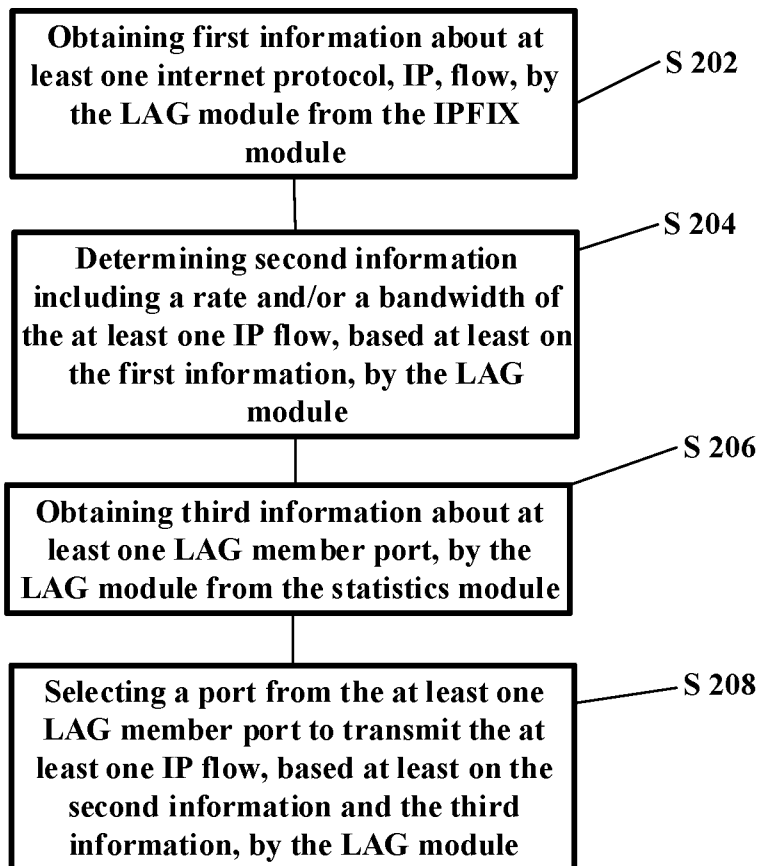 Obtaining first information about at
least one internet protocol, IP, flow, by
the LAG module from the IPFIX
module
S 202
Determining second information
including a rate and/or a bandwidth of
the at least one IP flow, based at least on
the first information, by the LAG
module
S 204
Obtaining third information about at
least one LAG member port, by the
LAG module from the statistics module
S 206
Selecting a port from the at least one
LAG member port to transmit the at
least one IP flow, based at least on the
second information and the third
information, by the LAG module
S 208